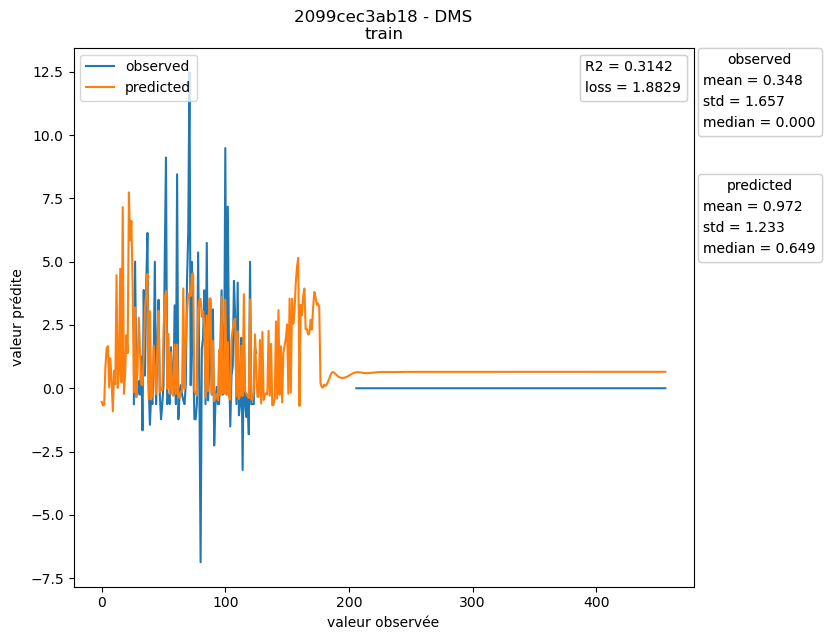 2099cec3ab18 - DMS
train
observed
predicted
R2 = 0.3142
loss = 1.8829
observed
mean = 0.348
std = 1.657
median = 0.000
predicted
mean = 0.972
std = 1.233
median = 0.649
valeur prédite
12.5
10.0
7.5
5.0
2.5
0.0
−2.5
−5.0
−7.5
0
100
200
300
400
valeur observée